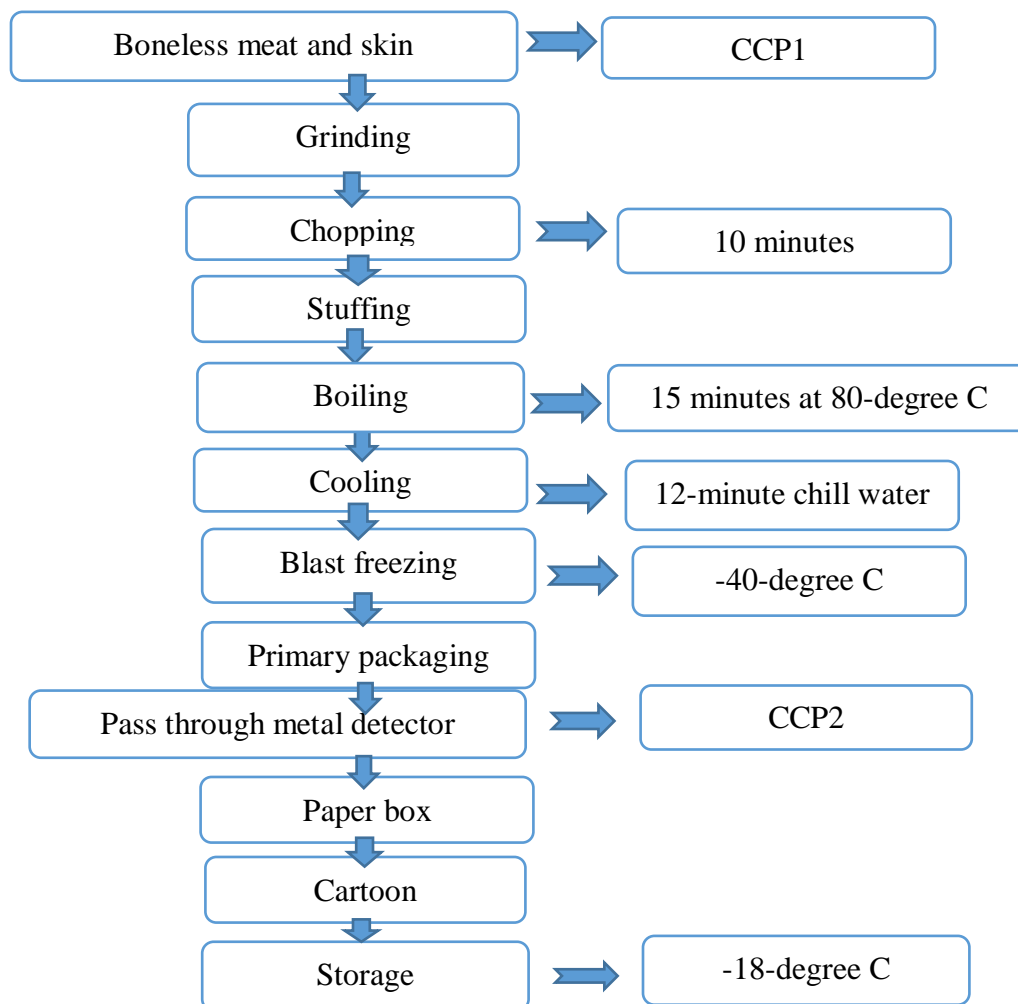 Boneless meat and skin
CCP1
Grinding
Chopping
10 minutes
Stuffing
Boiling
15 minutes at 80-degree C
Cooling
12-minute chill water
Blast freezing
-40-degree C
Primary packaging
Pass through metal detector
CCP2
Paper box
Cartoon
Storage
-18-degree C